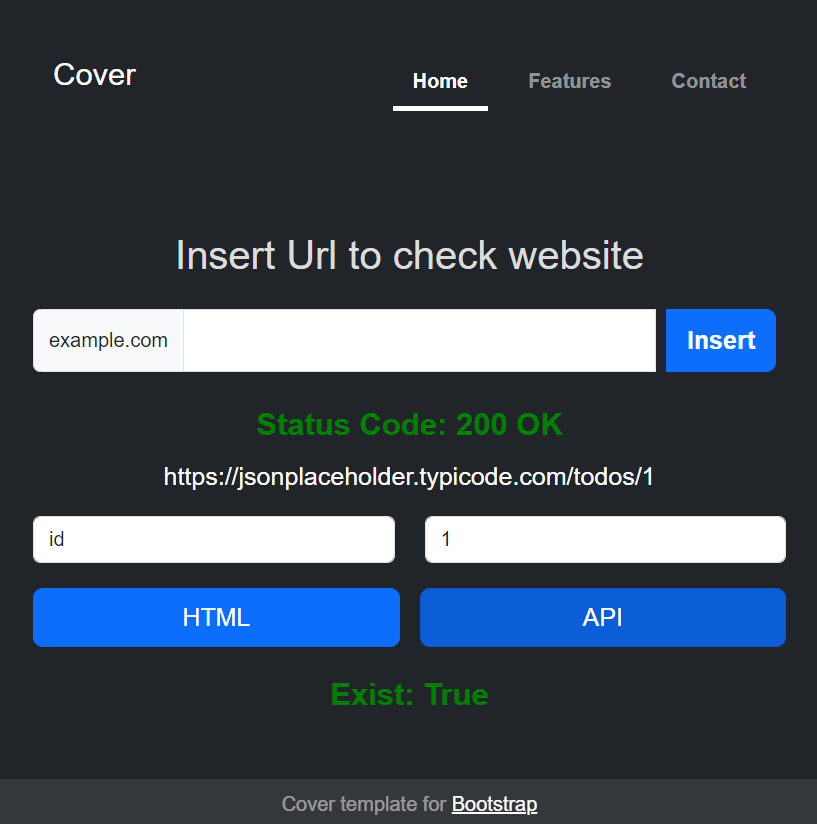 Cover
Home Features Contact
Insert Url to check website
example.com Insert
Status Code: 200 OK
https://jsonplaceholder.typicode.com/todos/1
id 1
HTML API
Exist: True
Cover template for Bootstrap